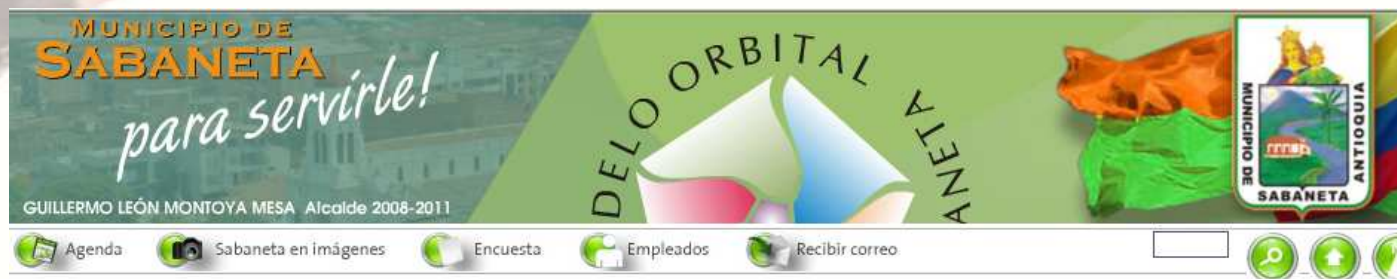 MUNICIPIO DE
SABANETA
para servirle!
GUILLERMO LEÓN MONTOYA MESA Alcalde 2008-2011
DELO ORBITAL
ANETA
MUNICIPIO DE
ANTIOQUIA
SABANETA
Agenda
Sabaneta en imágenes
Encuesta
Empleados
Recibir correo